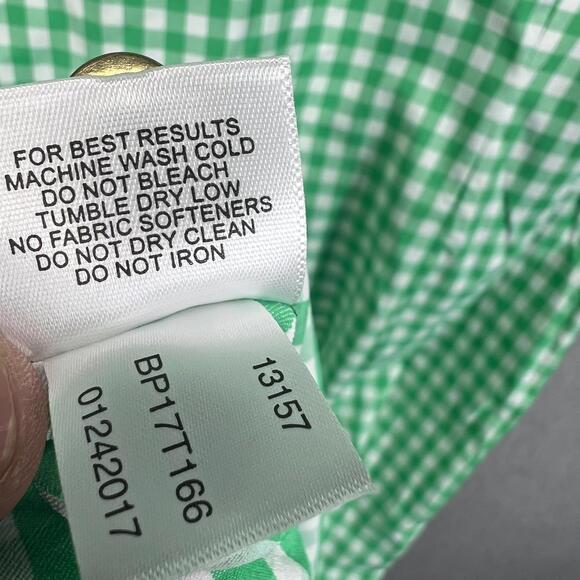 FOR BEST RESULTS
MACHINE WASH COLD
DO NOT BLEACH
TUMBLE DRY LOW
NO FABRIC SOFTENERS
DO NOT DRY CLEAN
DO NOT IRON
13157
BP17T166
01242017